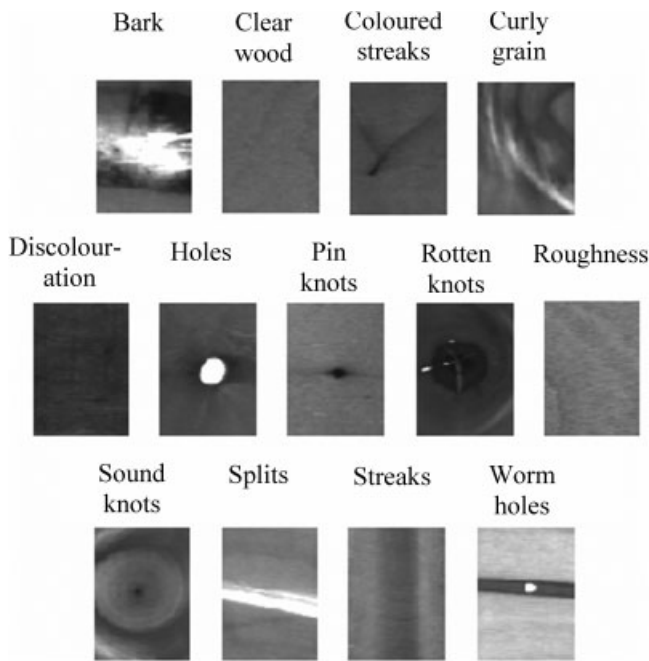 Bark
Clear
wood
Coloured
streaks
Curly
grain
Discolour-
ation
Holes
Pin
knots
Rotten
knots
Roughness
Sound
knots
Splits
Streaks
Worm
holes